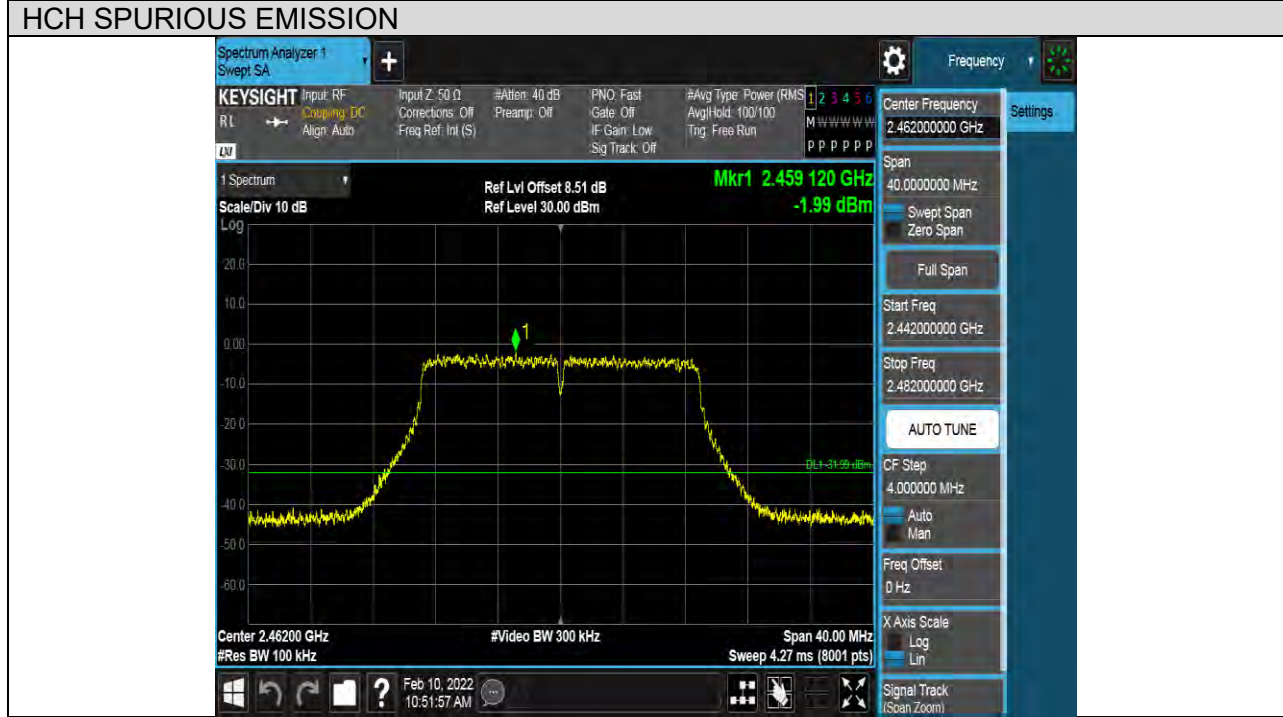 HCH SPURIOUS EMISSION
Spectrum Analyzer 1
Swept SA
+
Frequency
KEYSIGHT
RL
LXI
Input: RF
Coupling: DC
Align: Auto
Input Z: 50 Ω
Corrections: Off
Freq Ref: Int (S)
#Atten: 40 dB
Preamp: Off
PNO: Fast
Gate: Off
IF Gain: Low
Sig Track: Off
#Avg Type: Power (RMS
Avg|Hold: 100/100
Trig: Free Run
1 2 3 4 5 6
M W W W W W
P P P P P P
1 Spectrum
Scale/Div 10 dB
Ref Lvl Offset 8.51 dB
Ref Level 30.00 dBm
Mkr1 2.459 120 GHz
-1.99 dBm
Log
20.0
10.0
0.00
-10.0
-20.0
-30.0
-40.0
-50.0
-60.0
1
DL1 -31.99 dBm
Center 2.46200 GHz
#Res BW 100 kHz
#Video BW 300 kHz
Span 40.00 MHz
Sweep 4.27 ms (8001 pts)
Feb 10, 2022
10:51:57 AM
?
Center Frequency
2.462000000 GHz
Settings
Span
40.0000000 MHz
Swept Span
Zero Span
Full Span
Start Freq
2.442000000 GHz
Stop Freq
2.482000000 GHz
AUTO TUNE
CF Step
4.000000 MHz
Auto
Man
Freq Offset
0 Hz
X Axis Scale
Log
Lin
Signal Track
(Span Zoom)